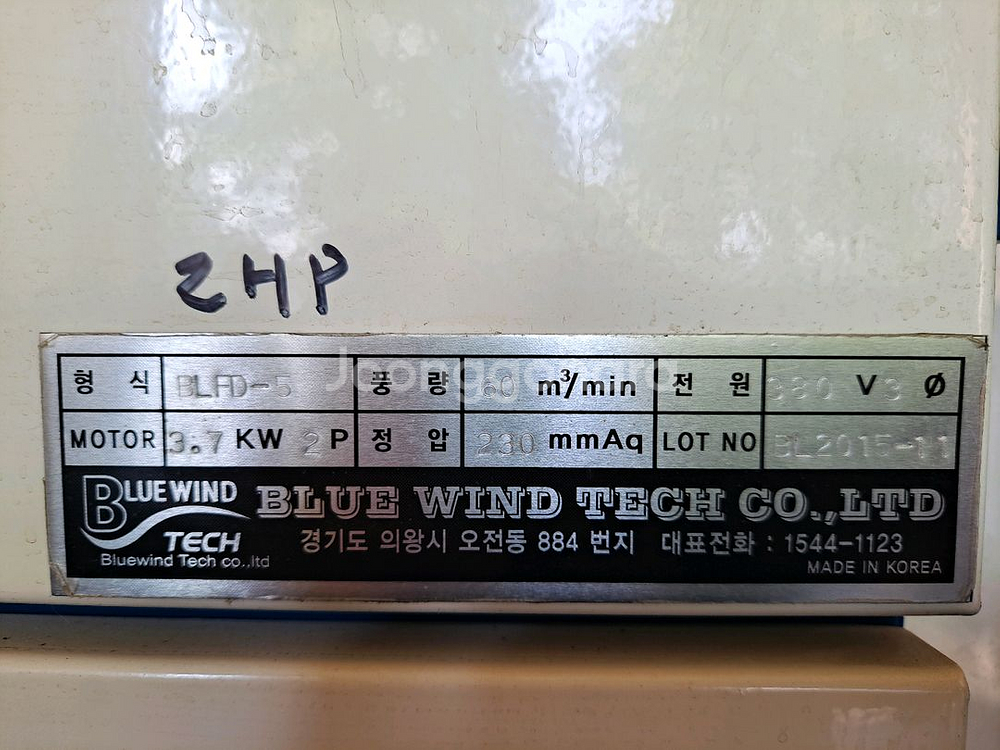 2HP
형 식 BLFD-5 풍 량 60 m³/min 전 원 380 V 3 Ø
MOTOR 3.7 KW 2 P 정 압 230 mmAq LOT NO BL2015-11
BLUEWIND TECH
Bluewind Tech co.,ltd
BLUE WIND TECH CO.,LTD
경기도 의왕시 오전동 884 번지 대표전화 : 1544-1123
MADE IN KOREA